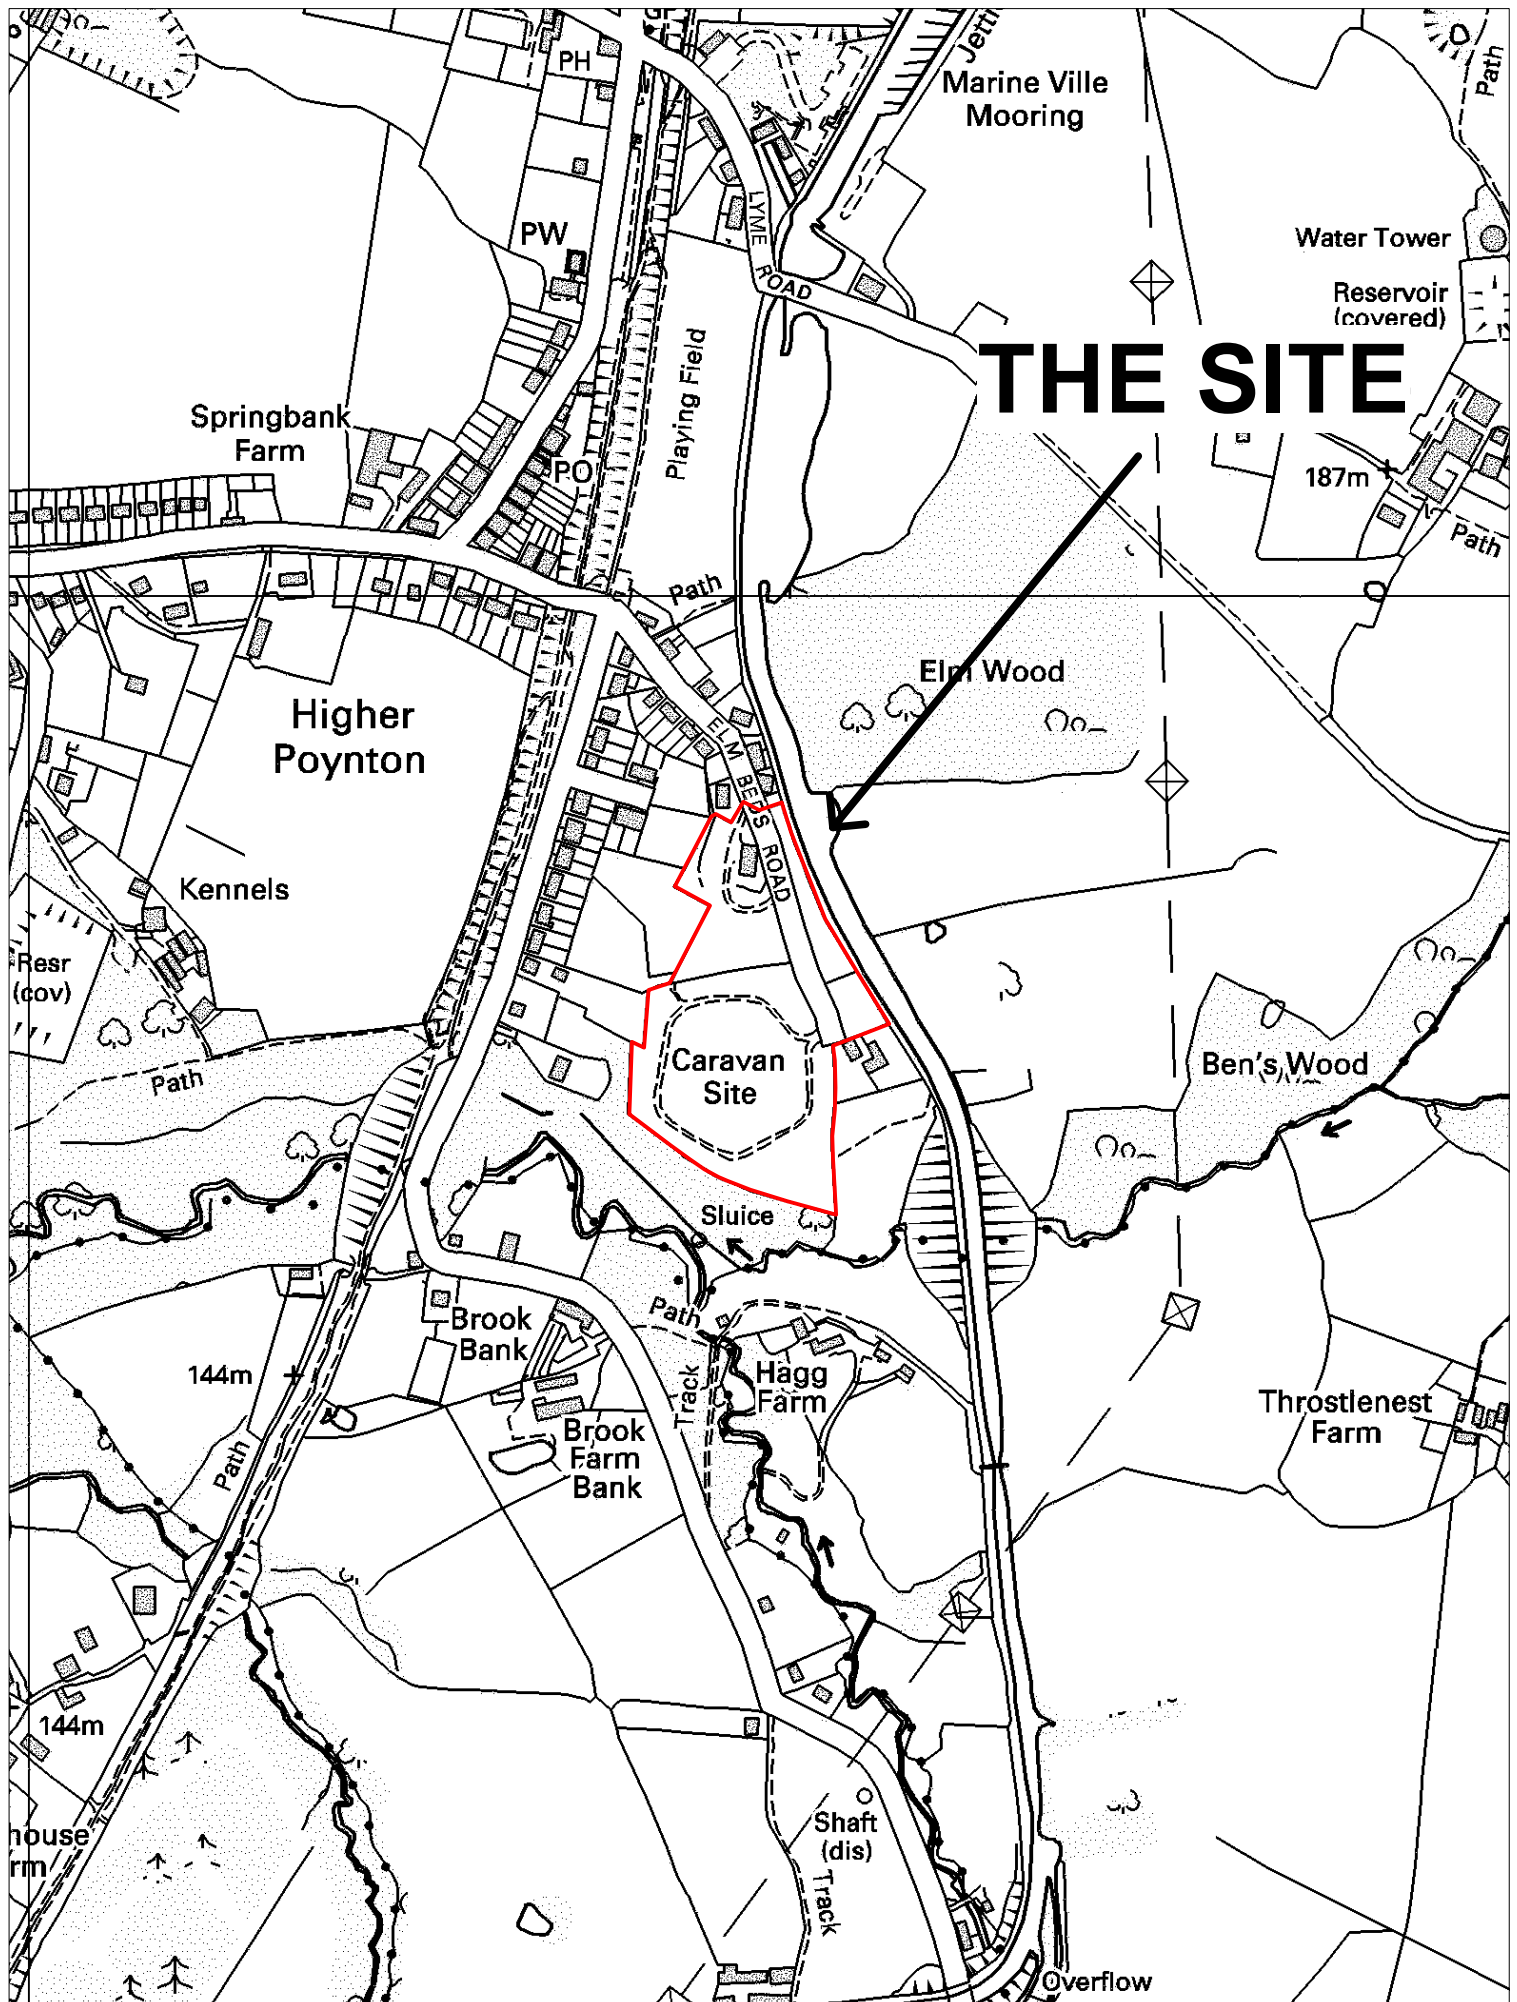 PH
Jetti
Marine Ville
Mooring
Path
PW
LYME ROAD
Water Tower
Reservoir
(covered)
THE SITE
Playing Field
Springbank
Farm
PO
187m
Path
Path
Elm Wood
Higher
Poynton
ELM BEDS ROAD
Kennels
Resr
(cov)
Caravan
Site
Ben's Wood
Path
Sluice
Path
Brook
Bank
144m
Hagg
Farm
Track
Throstlenest
Farm
Brook
Farm
Bank
Path
144m
Shaft
(dis)
house
rm
Track
Overflow